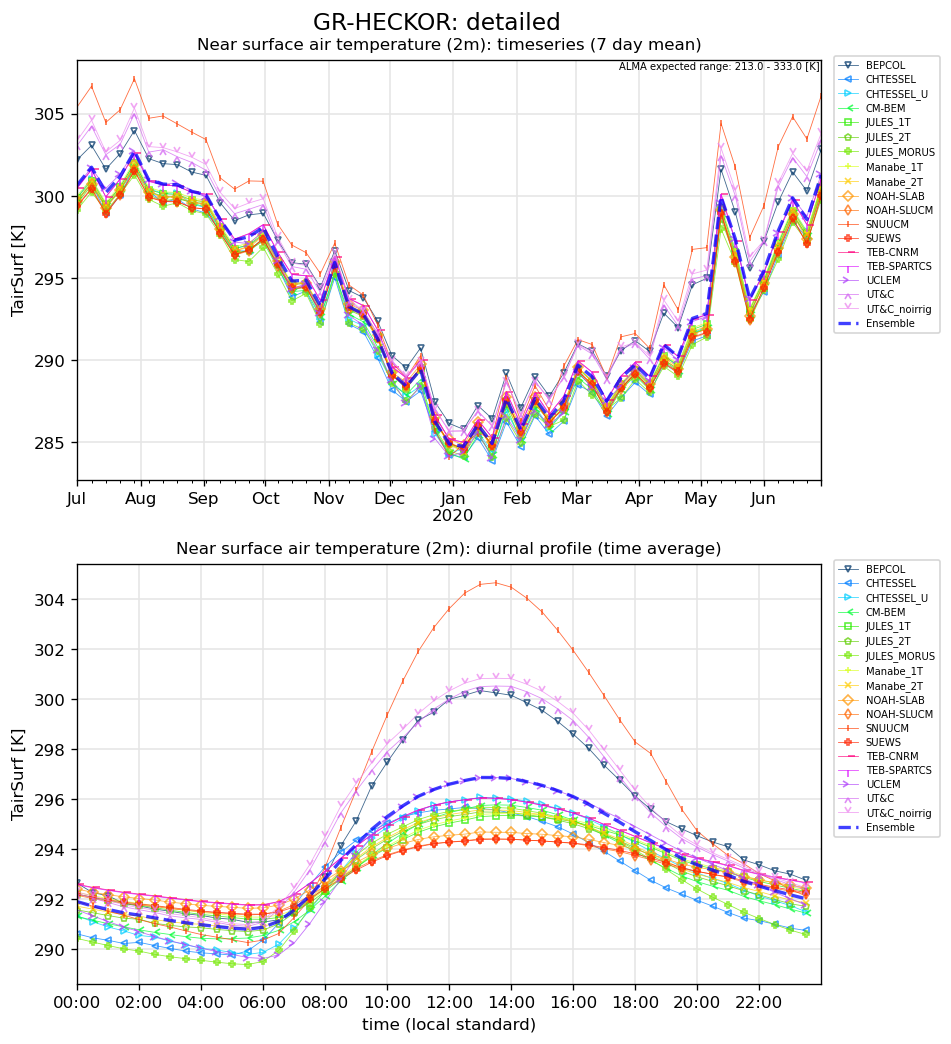 GR-HECKOR: detailed
Near surface air temperature (2m): timeseries (7 day mean)
ALMA expected range: 213.0 - 333.0 [K]
TairSurf [K]
305
300
295
290
285
Jul Aug Sep Oct Nov Dec Jan Feb Mar Apr May Jun
2020
BEPCOL
CHTESSEL
CHTESSEL_U
CM-BEM
JULES_1T
JULES_2T
JULES_MORUS
Manabe_1T
Manabe_2T
NOAH-SLAB
NOAH-SLUCM
SNUUCM
SUEWS
TEB-CNRM
TEB-SPARTCS
UCLEM
UT&C
UT&C_noirrig
Ensemble
Near surface air temperature (2m): diurnal profile (time average)
TairSurf [K]
304
302
300
298
296
294
292
290
00:00 02:00 04:00 06:00 08:00 10:00 12:00 14:00 16:00 18:00 20:00 22:00
time (local standard)
BEPCOL
CHTESSEL
CHTESSEL_U
CM-BEM
JULES_1T
JULES_2T
JULES_MORUS
Manabe_1T
Manabe_2T
NOAH-SLAB
NOAH-SLUCM
SNUUCM
SUEWS
TEB-CNRM
TEB-SPARTCS
UCLEM
UT&C
UT&C_noirrig
Ensemble